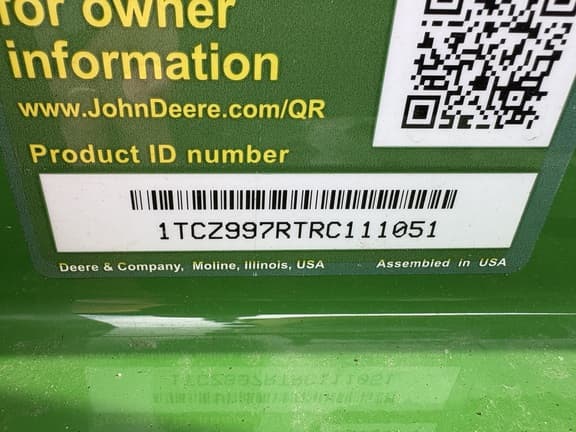 for owner
information
www.JohnDeere.com/QR
Product ID number
1TCZ997RTRC111051
Deere & Company, Moline, Illinois, USA
Assembled in USA
1TCZ997RTRC111051